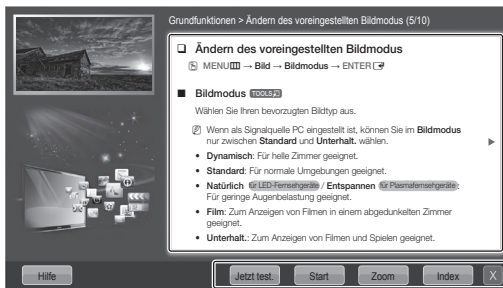 Grundfunktionen > Ändern des voreingestellten Bildmodus (5/10)
❑ Ändern des voreingestellten Bildmodus
MENU → Bild → Bildmodus → ENTER
■ Bildmodus TOOLS
Wählen Sie Ihren bevorzugten Bildtyp aus.
Wenn als Signalquelle PC eingestellt ist, können Sie im Bildmodus
nur zwischen Standard und Unterhalt. wählen.
• Dynamisch: Für helle Zimmer geeignet.
• Standard: Für normale Umgebungen geeignet.
• Natürlich für LED-Fernsehgeräte / Entspannen für Plasmafernsehgeräte:
Für geringe Augenbelastung geeignet.
• Film: Zum Anzeigen von Filmen in einem abgedunkelten Zimmer
geeignet.
• Unterhalt.: Zum Anzeigen von Filmen und Spielen geeignet.
Hilfe Jetzt test. Start Zoom Index X